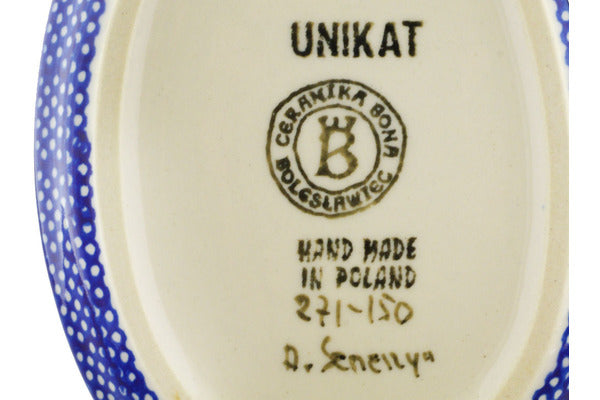 UNIKAT
CERAMIKA BONA
BOLESŁAWIEC
B
HAND MADE
IN POLAND
271-150